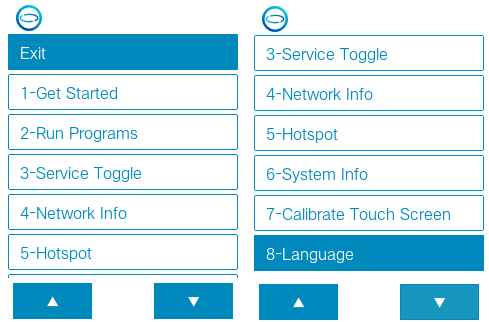 Exit
1-Get Started
2-Run Programs
3-Service Toggle
4-Network Info
5-Hotspot
3-Service Toggle
4-Network Info
5-Hotspot
6-System Info
7-Calibrate Touch Screen
8-Language